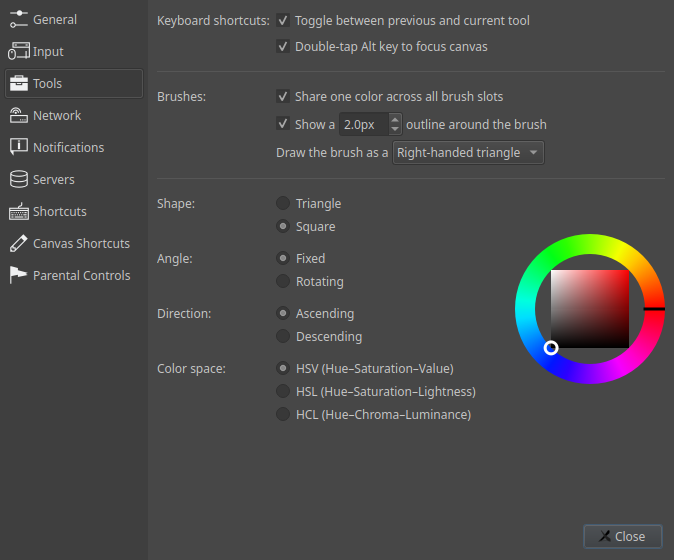 General
Input
Tools
Network
Notifications
Servers
Shortcuts
Canvas Shortcuts
Parental Controls
Keyboard shortcuts: Toggle between previous and current tool
Double-tap Alt key to focus canvas
Brushes: Share one color across all brush slots
Show a 2.0px outline around the brush
Draw the brush as a Right-handed triangle
Shape: Triangle
Square
Angle: Fixed
Rotating
Direction: Ascending
Descending
Color space: HSV (Hue–Saturation–Value)
HSL (Hue–Saturation–Lightness)
HCL (Hue–Chroma–Luminance)
Close